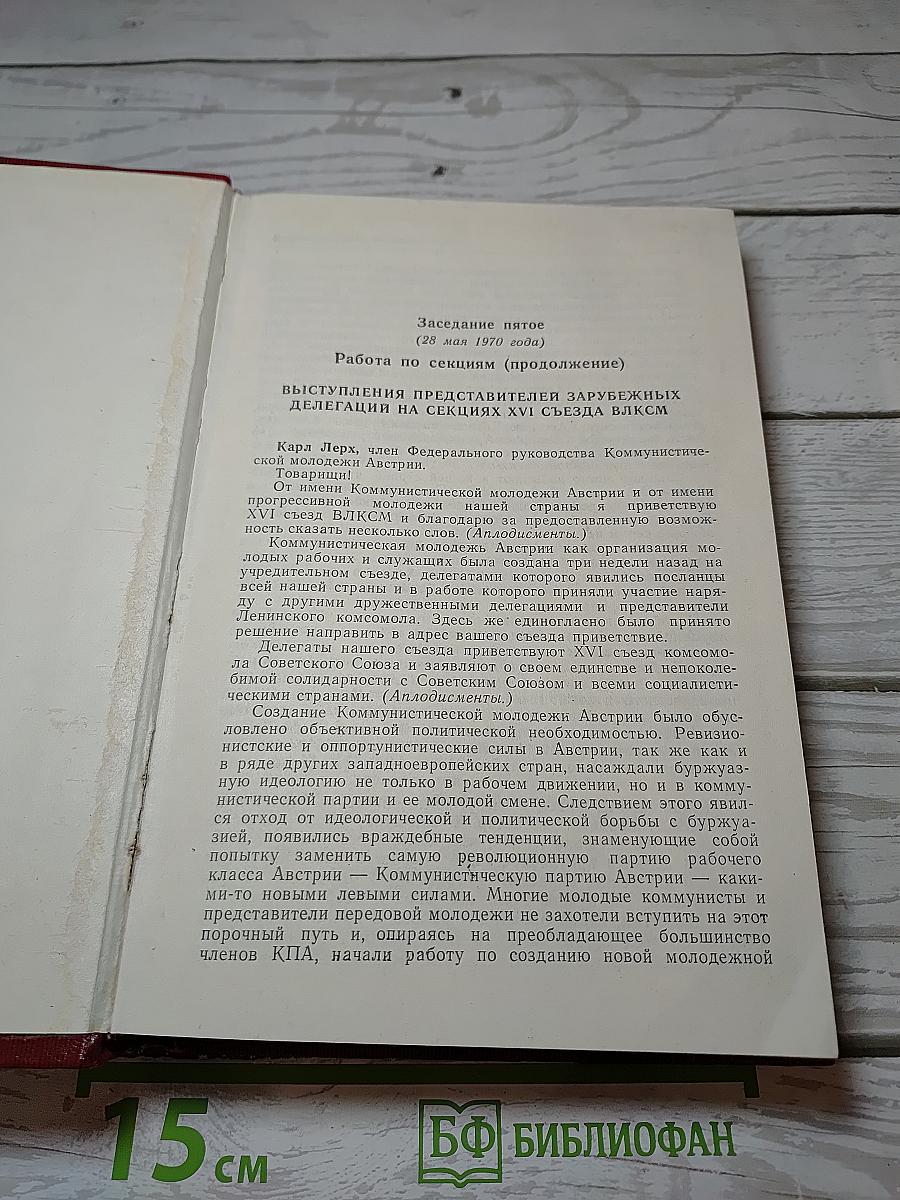 Заседание пятое
(28 мая 1970 года)
Работа по секциям (продолжение)
ВЫСТУПЛЕНИЯ ПРЕДСТАВИТЕЛЕЙ ЗАРУБЕЖНЫХ
ДЕЛЕГАЦИЙ НА СЕКЦИЯХ XVI СЪЕЗДА ВЛКСМ
Карл Лерх, член Федерального руководства Коммунистиче-
ской молодежи Австрии.
Товарищи!
От имени Коммунистической молодежи Австрии и от имени
прогрессивной молодежи нашей страны я приветствую
XVI съезд ВЛКСМ и благодарю за предоставленную возмож-
ность сказать несколько слов. (Аплодисменты.)
Коммунистическая молодежь Австрии как организация мо-
лодых рабочих и служащих была создана три недели назад на
учредительном съезде, делегатами которого явились посланцы
всей нашей страны и в работе которого приняли участие наря-
ду с другими дружественными делегациями и представители
Ленинского комсомола. Здесь же единогласно было принято
решение направить в адрес вашего съезда приветствие.
Делегаты нашего съезда приветствуют XVI съезд комсомо-
ла Советского Союза и заявляют о своем единстве и непоколе-
бимой солидарности с Советским Союзом и всеми социалисти-
ческими странами. (Аплодисменты.)
Создание Коммунистической молодежи Австрии было обус-
ловлено объективной политической необходимостью. Ревизио-
нистские и оппортунистические силы в Австрии, так же как и
в ряде других западноевропейских стран, насаждали буржуаз-
ную идеологию не только в рабочем движении, но и в комму-
нистической партии и ее молодой смене. Следствием этого явил-
ся отход от идеологической и политической борьбы с буржуа-
зией, появились враждебные тенденции, знаменующие собой
попытку заменить самую революционную партию рабочего
класса Австрии — Коммунистическую партию Австрии — каки-
ми-то новыми левыми силами. Многие молодые коммунисты и
представители передовой молодежи не захотели вступить на этот
порочный путь и, опираясь на преобладающее большинство
членов КПА, начали работу по созданию новой молодежной
15 см
БФ БИБЛИОФАН